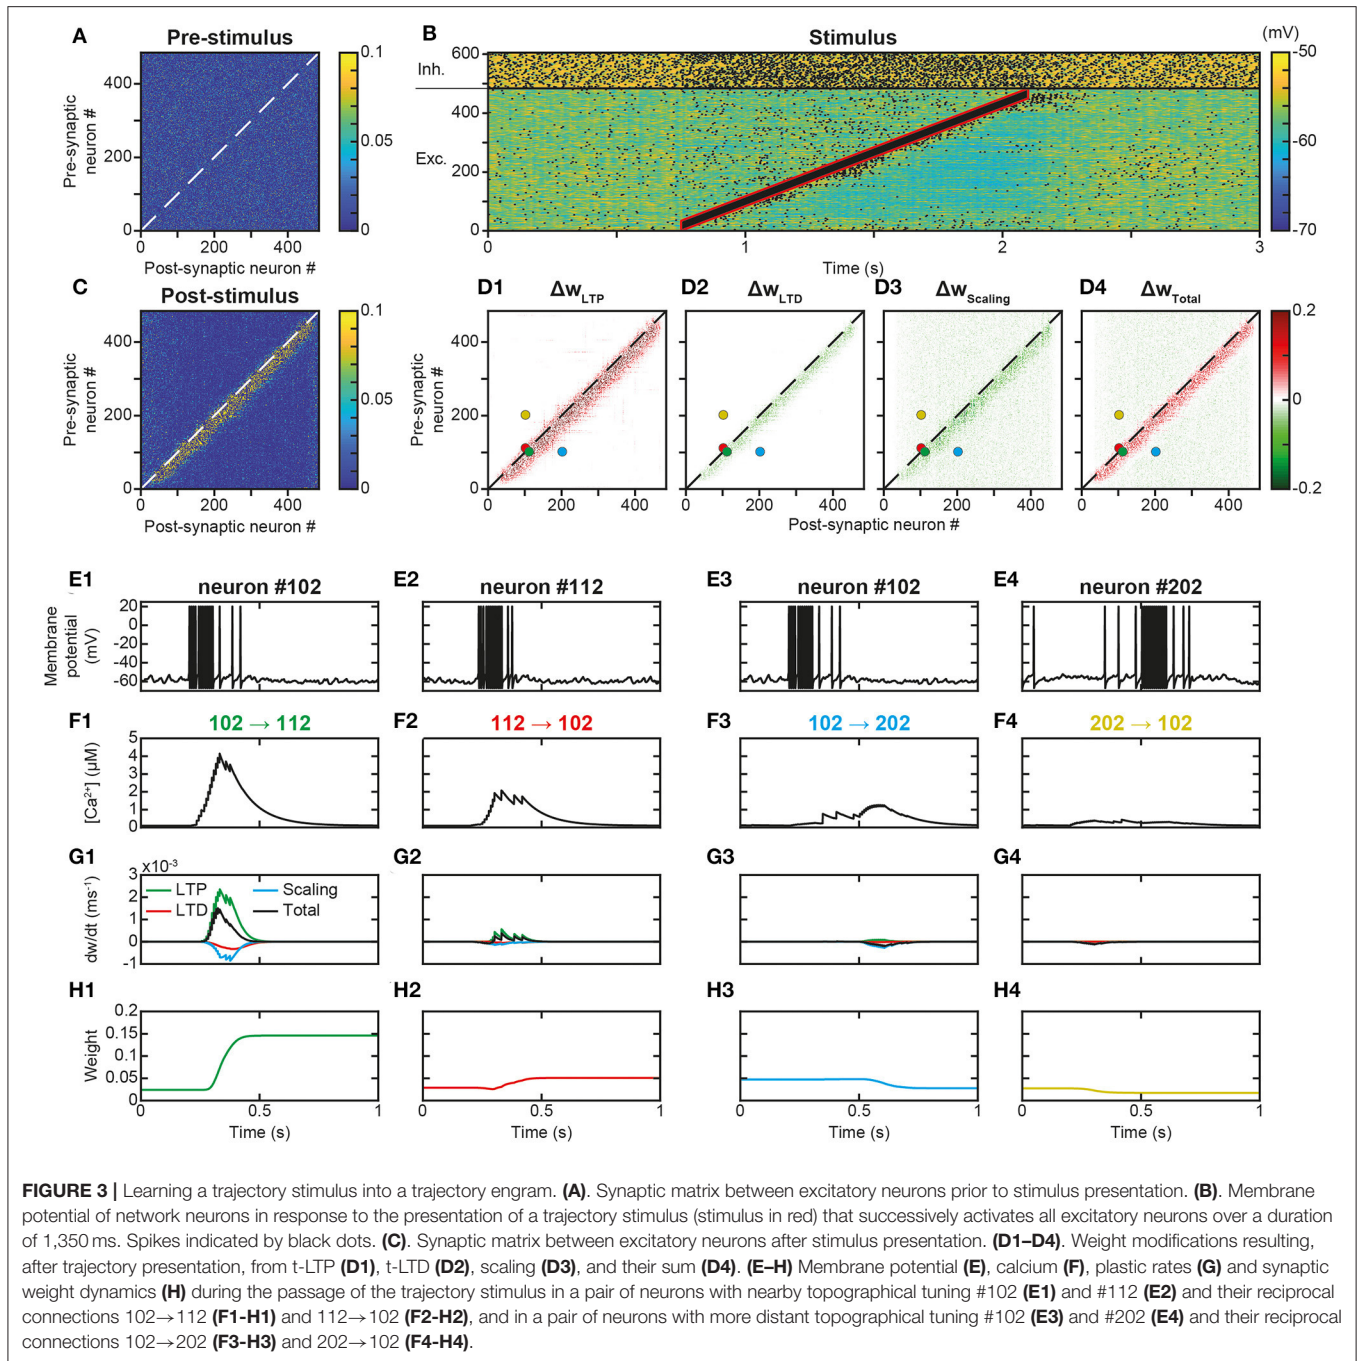 A
Pre-stimulus
Pre-synaptic
neuron #
400
200
0
0 200 400
Post-synaptic neuron #
0.1
0.05
0
B
Stimulus
(mV)
600
Inh.
400
Exc.
200
0
0 1 2 3
Time (s)
-50
-60
-70
C
Post-stimulus
Pre-synaptic
neuron #
400
200
0
0 200 400
Post-synaptic neuron #
0.1
0.05
0
D1 ΔwLTP
D2 ΔwLTD
D3 ΔwScaling
D4 ΔwTotal
Pre-synaptic
neuron #
400
200
0
0 200 400
0 200 400
0 200 400
0 200 400
Post-synaptic neuron #
0.2
0
-0.2
E1 neuron #102
E2 neuron #112
E3 neuron #102
E4 neuron #202
Membrane
potential
(mV)
20
0
-20
-40
-60
F1 102 → 112
F2 112 → 102
F3 102 → 202
F4 202 → 102
[Ca²⁺] (µM)
5
4
3
2
1
0
G1
G2
G3
G4
x10⁻³
dw/dt (ms⁻¹)
3
2
1
0
-1
LTP
Scaling
LTD
Total
H1
H2
H3
H4
Weight
0.2
0.15
0.1
0.05
0
0 0.5 1
0 0.5 1
0 0.5 1
0 0.5 1
Time (s)
Time (s)
Time (s)
Time (s)
FIGURE 3 | Learning a trajectory stimulus into a trajectory engram. (A). Synaptic matrix between excitatory neurons prior to stimulus presentation. (B). Membrane
potential of network neurons in response to the presentation of a trajectory stimulus (stimulus in red) that successively activates all excitatory neurons over a duration
of 1,350 ms. Spikes indicated by black dots. (C). Synaptic matrix between excitatory neurons after stimulus presentation. (D1–D4). Weight modifications resulting,
after trajectory presentation, from t-LTP (D1), t-LTD (D2), scaling (D3), and their sum (D4). (E–H) Membrane potential (E), calcium (F), plastic rates (G) and synaptic
weight dynamics (H) during the passage of the trajectory stimulus in a pair of neurons with nearby topographical tuning #102 (E1) and #112 (E2) and their reciprocal
connections 102→112 (F1-H1) and 112→102 (F2-H2), and in a pair of neurons with more distant topographical tuning #102 (E3) and #202 (E4) and their reciprocal
connections 102→202 (F3-H3) and 202→102 (F4-H4).